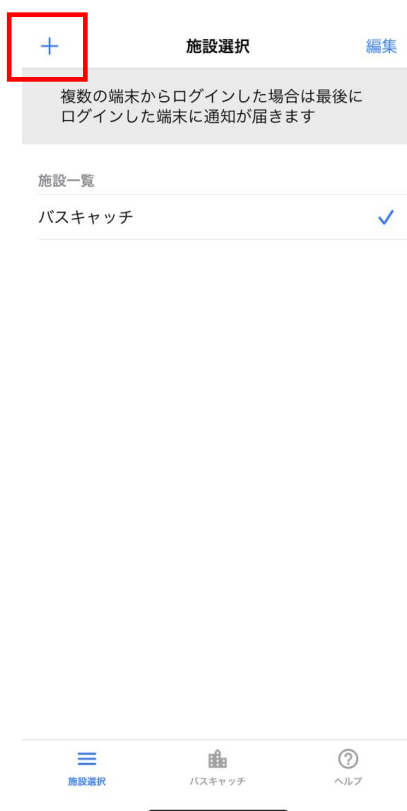 施設選択
編集
複数の端末からログインした場合は最後に
ログインした端末に通知が届きます
施設一覧
バスキャッチ
施設選択
バスキャッチ
ヘルプ